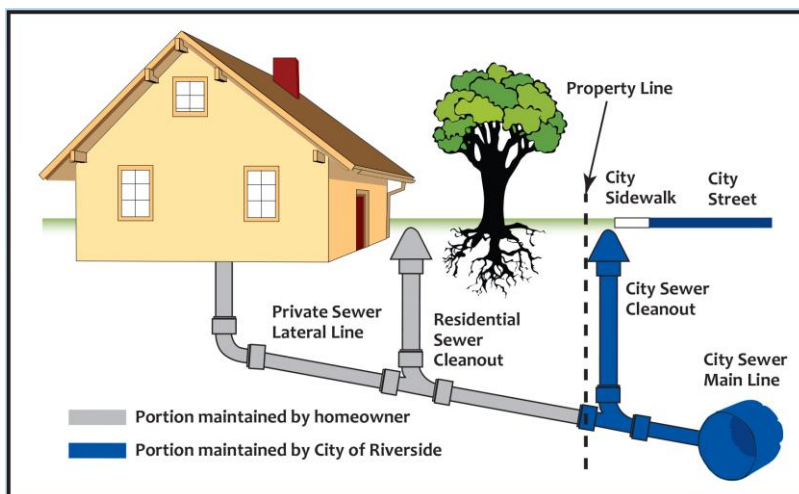 Property Line
City
Sidewalk
City
Street
Private Sewer
Lateral Line
Residential
Sewer
Cleanout
City Sewer
Cleanout
City Sewer
Main Line
Portion maintained by homeowner
Portion maintained by City of Riverside